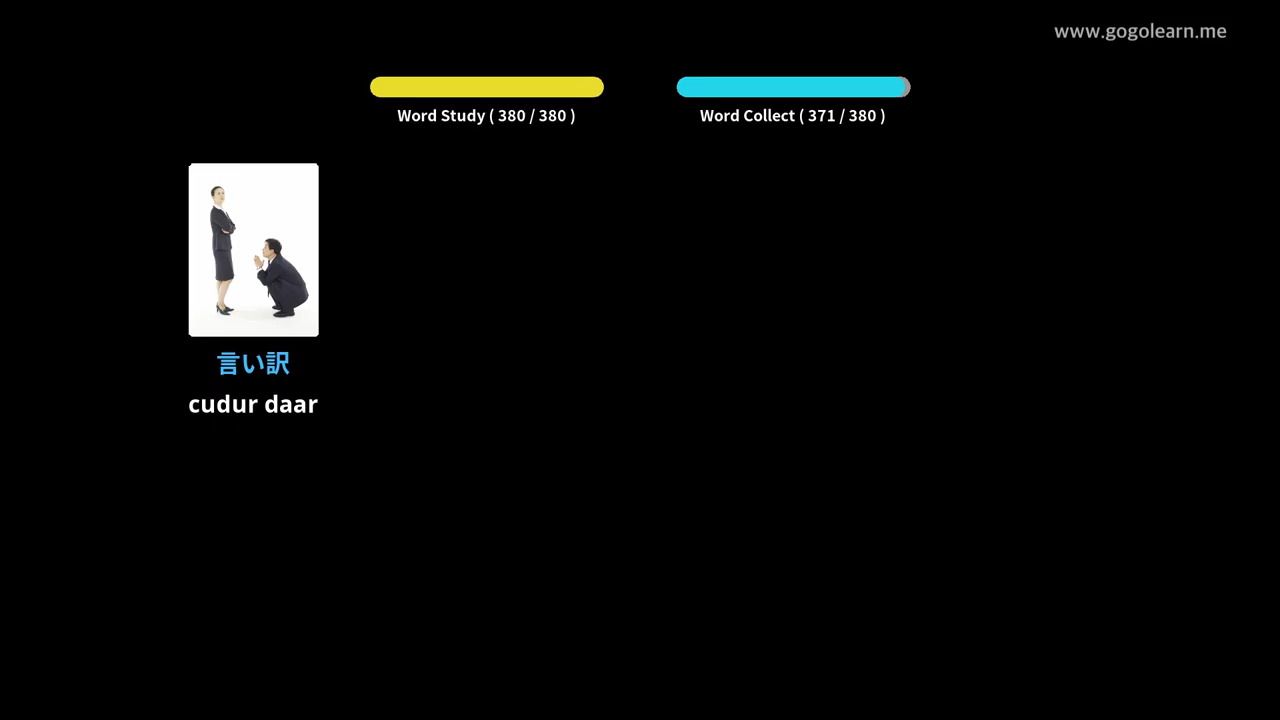 www.gogolearn.me
Word Study ( 380 / 380 )
Word Collect ( 371 / 380 )
言い訳
cudur daar